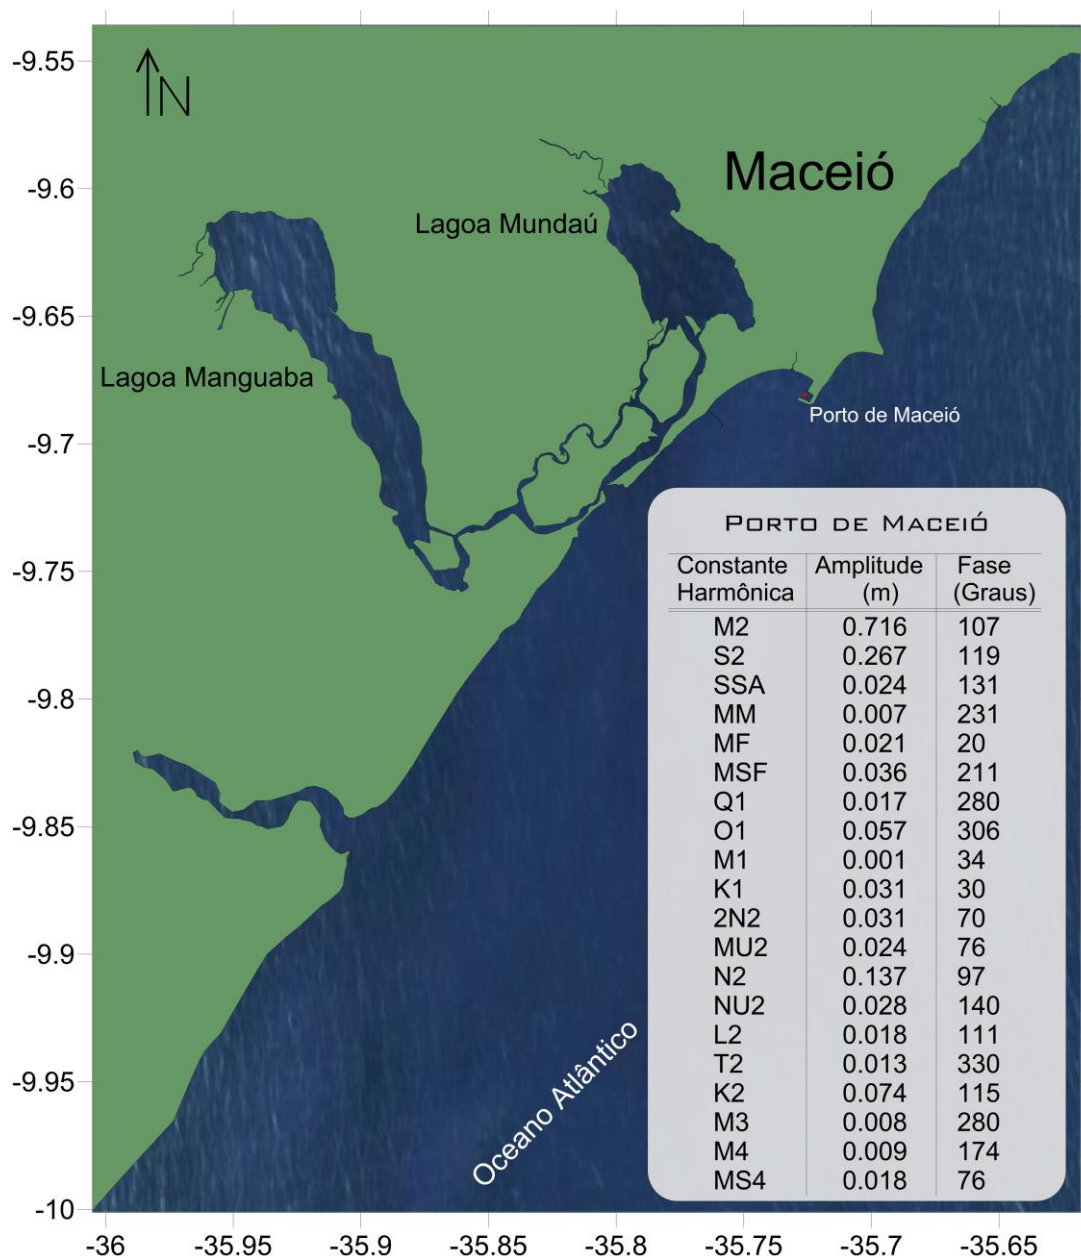 -9.55
N
Maceió
-9.6
Lagoa Mundaú
-9.65
Lagoa Manguaba
Porto de Maceió
-9.7
-9.75
-9.8
-9.85
-9.9
-9.95
-10
Oceano Atlântico
PORTO DE MACEIÓ
Constante Harmônica Amplitude (m) Fase (Graus)
M2 0.716 107
S2 0.267 119
SSA 0.024 131
MM 0.007 231
MF 0.021 20
MSF 0.036 211
Q1 0.017 280
O1 0.057 306
M1 0.001 34
K1 0.031 30
2N2 0.031 70
MU2 0.024 76
N2 0.137 97
NU2 0.028 140
L2 0.018 111
T2 0.013 330
K2 0.074 115
M3 0.008 280
M4 0.009 174
MS4 0.018 76
-36 -35.95 -35.9 -35.85 -35.8 -35.75 -35.7 -35.65